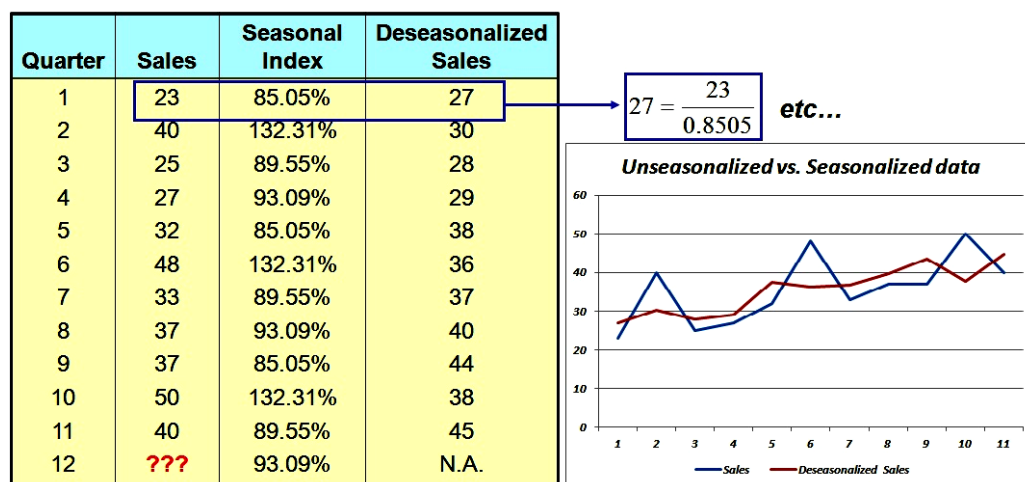 Quarter Sales Seasonal Index Deseasonalized Sales
1 23 85.05% 27
2 40 132.31% 30
3 25 89.55% 28
4 27 93.09% 29
5 32 85.05% 38
6 48 132.31% 36
7 33 89.55% 37
8 37 93.09% 40
9 37 85.05% 44
10 50 132.31% 38
11 40 89.55% 45
12 ??? 93.09% N.A.
27 = 23 / 0.8505
etc...
Unseasonalized vs. Seasonalized data
60
50
40
30
20
10
0
1 2 3 4 5 6 7 8 9 10 11
Sales Deseasonalized Sales